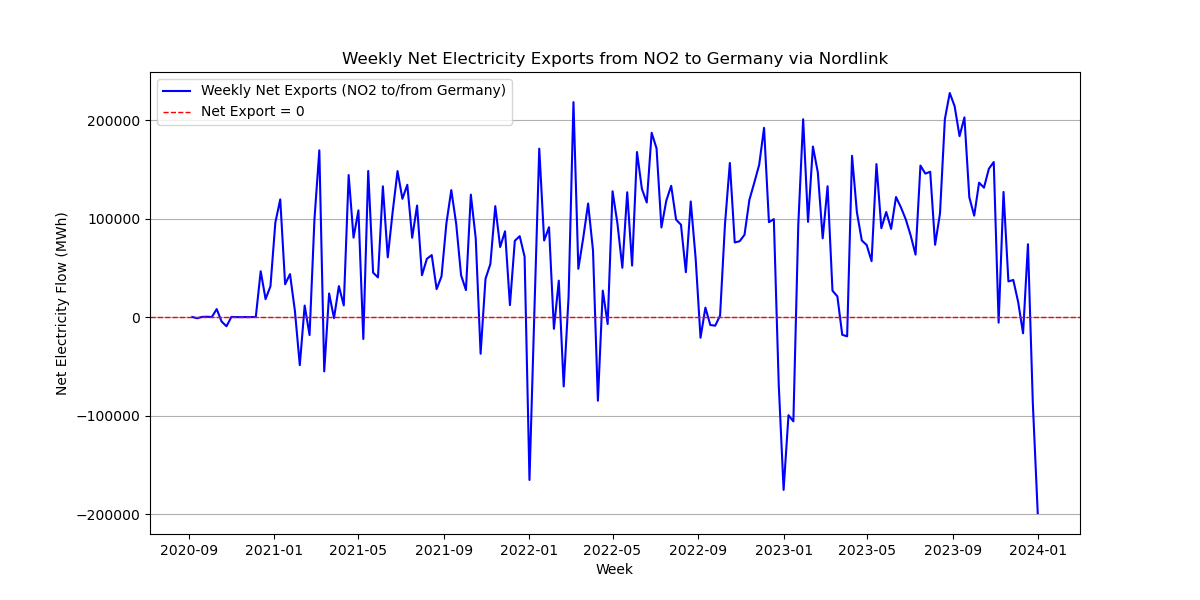 Weekly Net Electricity Exports from NO2 to Germany via Nordlink
Weekly Net Exports (NO2 to/from Germany)
Net Export = 0
Net Electricity Flow (MWh)
200000
100000
0
−100000
−200000
2020-09 2021-01 2021-05 2021-09 2022-01 2022-05 2022-09 2023-01 2023-05 2023-09 2024-01
Week